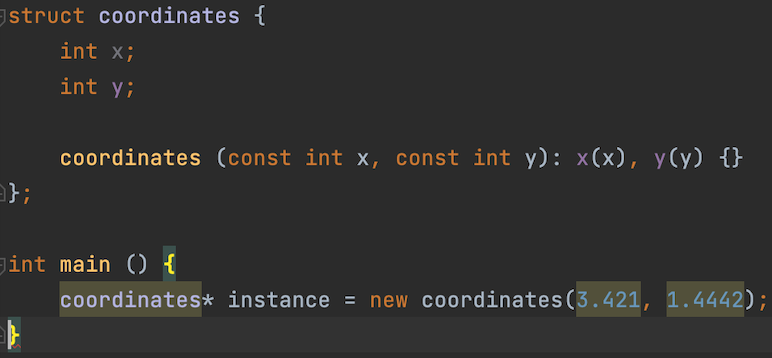 struct coordinates {
    int x;
    int y;

    coordinates (const int x, const int y): x(x), y(y) {}
};

int main () {
    coordinates* instance = new coordinates(3.421, 1.4442);
}